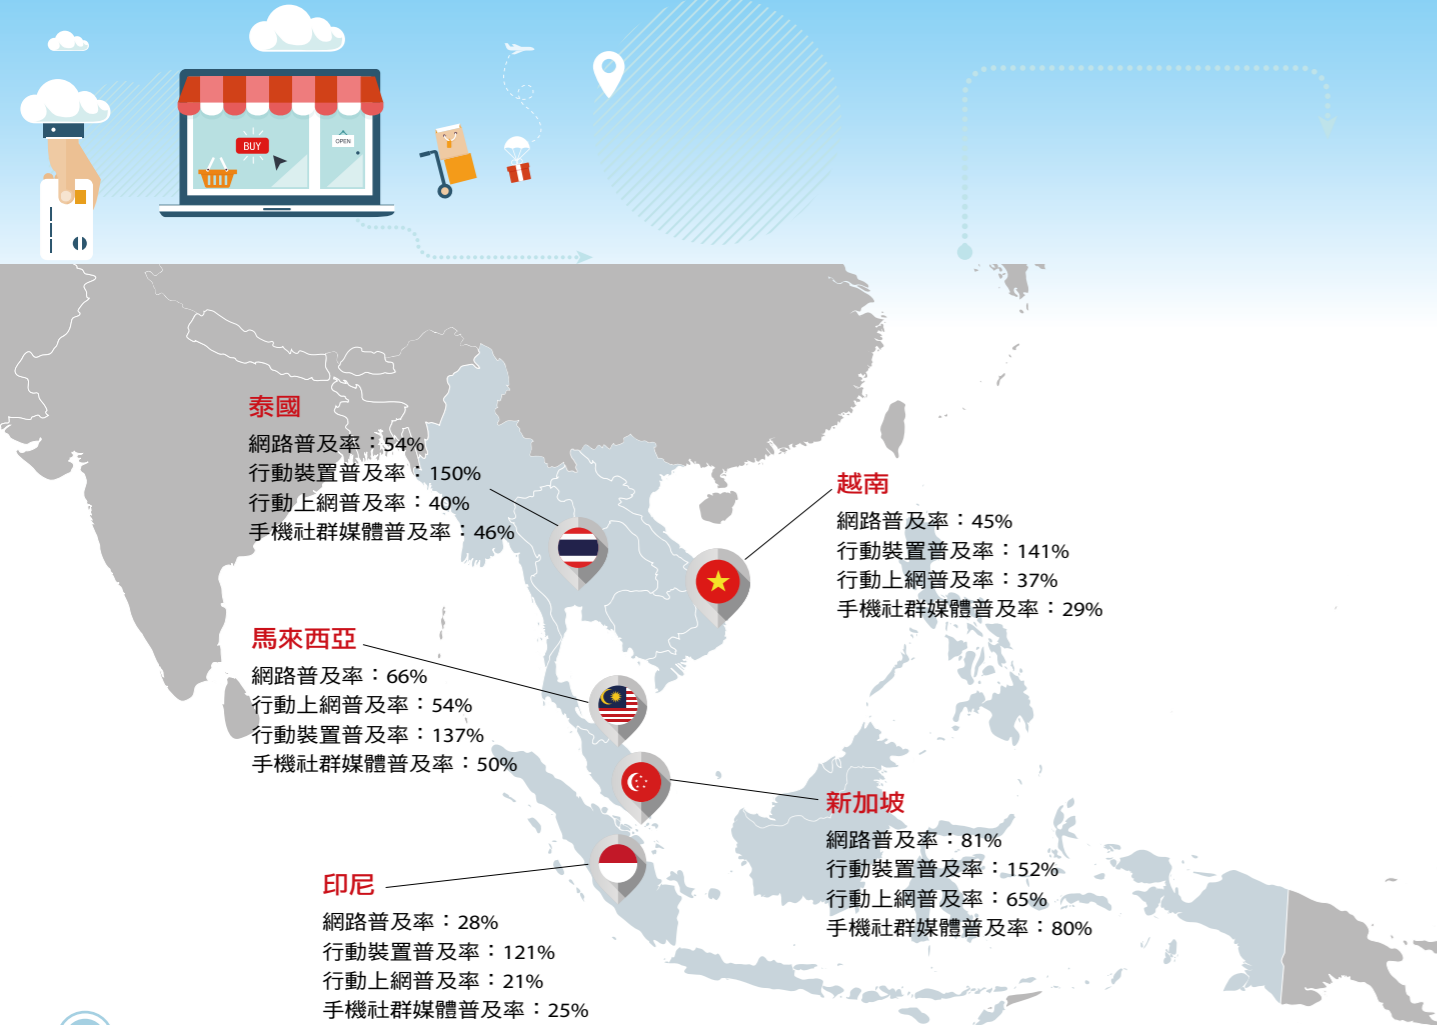 BUY
OPEN
泰國
網路普及率：54%
行動裝置普及率：150%
行動上網普及率：40%
手機社群媒體普及率：46%
越南
網路普及率：45%
行動裝置普及率：141%
行動上網普及率：37%
手機社群媒體普及率：29%
馬來西亞
網路普及率：66%
行動上網普及率：54%
行動裝置普及率：137%
手機社群媒體普及率：50%
新加坡
網路普及率：81%
行動裝置普及率：152%
行動上網普及率：65%
手機社群媒體普及率：80%
印尼
網路普及率：28%
行動裝置普及率：121%
行動上網普及率：21%
手機社群媒體普及率：25%